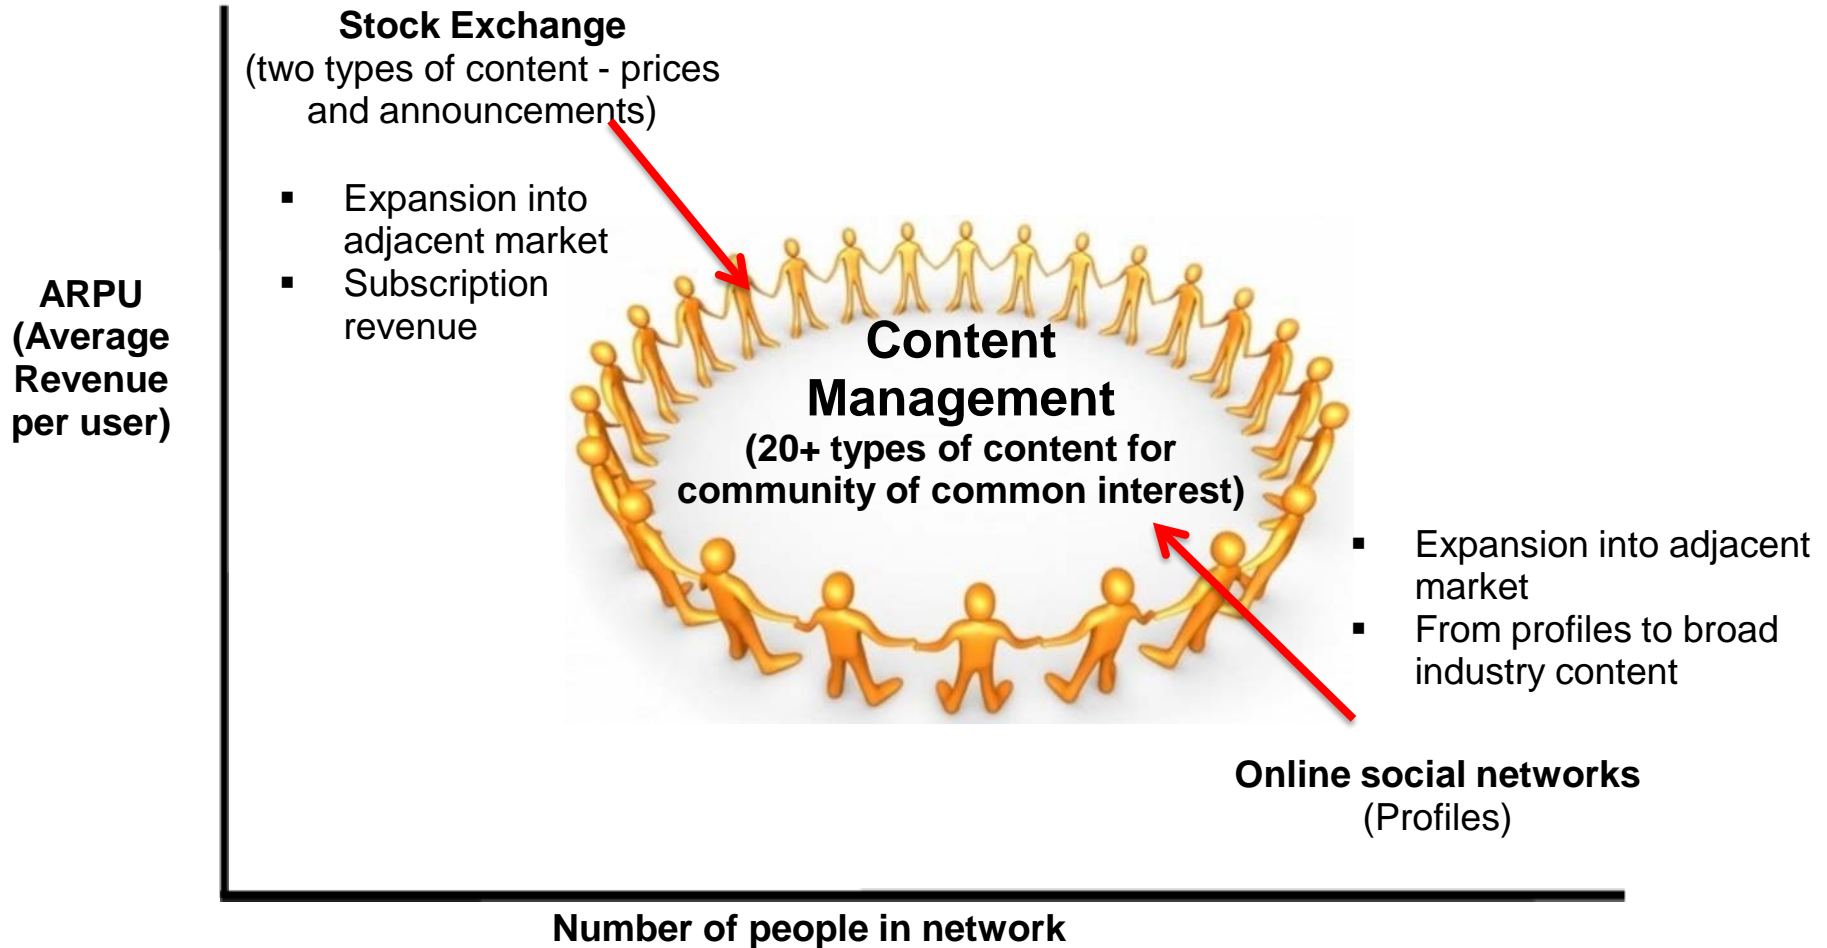 Stock Exchange
(two types of content - prices
and announcements)
▪ Expansion into
adjacent market
▪ Subscription
revenue
ARPU
(Average
Revenue
per user)
Content
Management
(20+ types of content for
community of common interest)
▪ Expansion into adjacent
market
▪ From profiles to broad
industry content
Online social networks
(Profiles)
Number of people in network